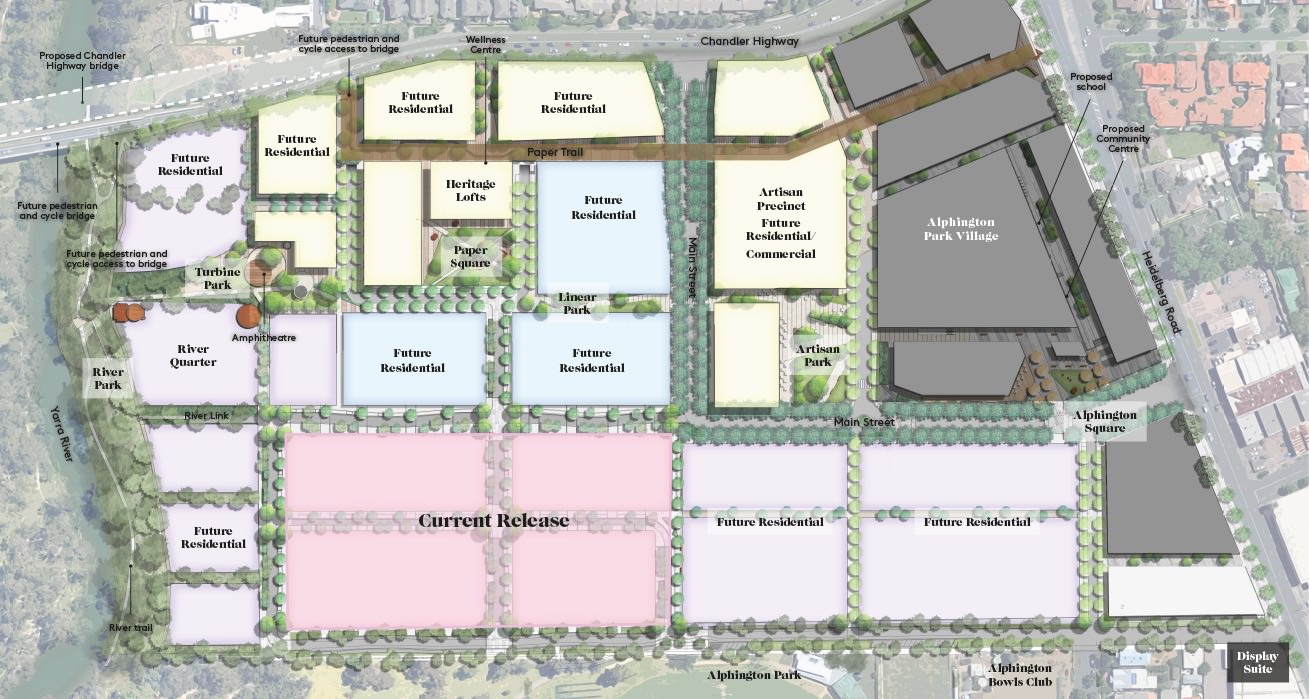 Proposed Chandler
Highway bridge
Future pedestrian and
cycle access to bridge
Wellness
Centre
Chandler Highway
Proposed
school
Proposed
Community
Centre
Future
Residential
Future
Residential
Future
Residential
Future
Residential
Paper Trail
Heritage
Lofts
Future
Residential
Artisan
Precinct
Future
Residential/
Commercial
Alphington
Park Village
Future pedestrian
and cycle bridge
Future pedestrian and
cycle access to bridge
Turbine
Park
Paper
Square
Main Street
Heidelberg Road
Linear
Park
Amphitheatre
River
Quarter
River
Park
Future
Residential
Future
Residential
Artisan
Park
River Link
Yarra River
Main Street
Alphington
Square
Current Release
Future Residential
Future Residential
Future
Residential
River trail
Alphington Park
Alphington
Bowls Club
Display
Suite